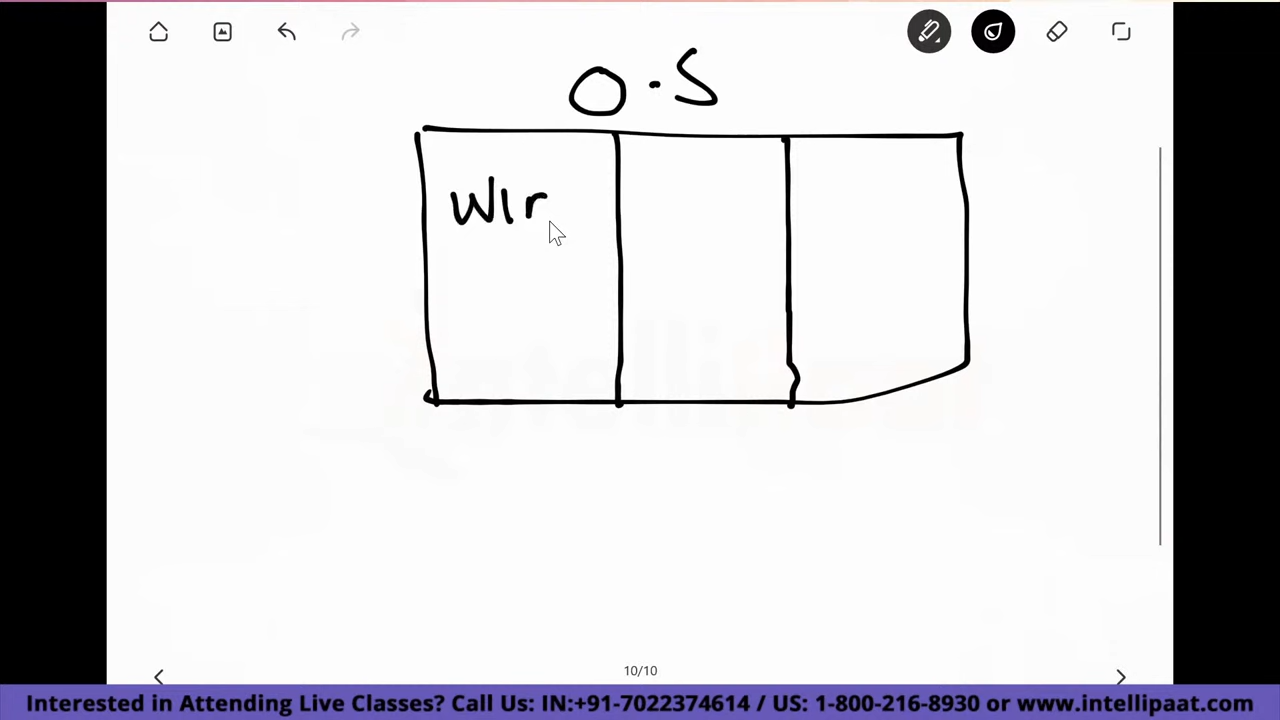 O.S
Wir
10/10
Interested in Attending Live Classes? Call Us: IN:+91-7022374614 / US: 1-800-216-8930 or www.intellipaat.com